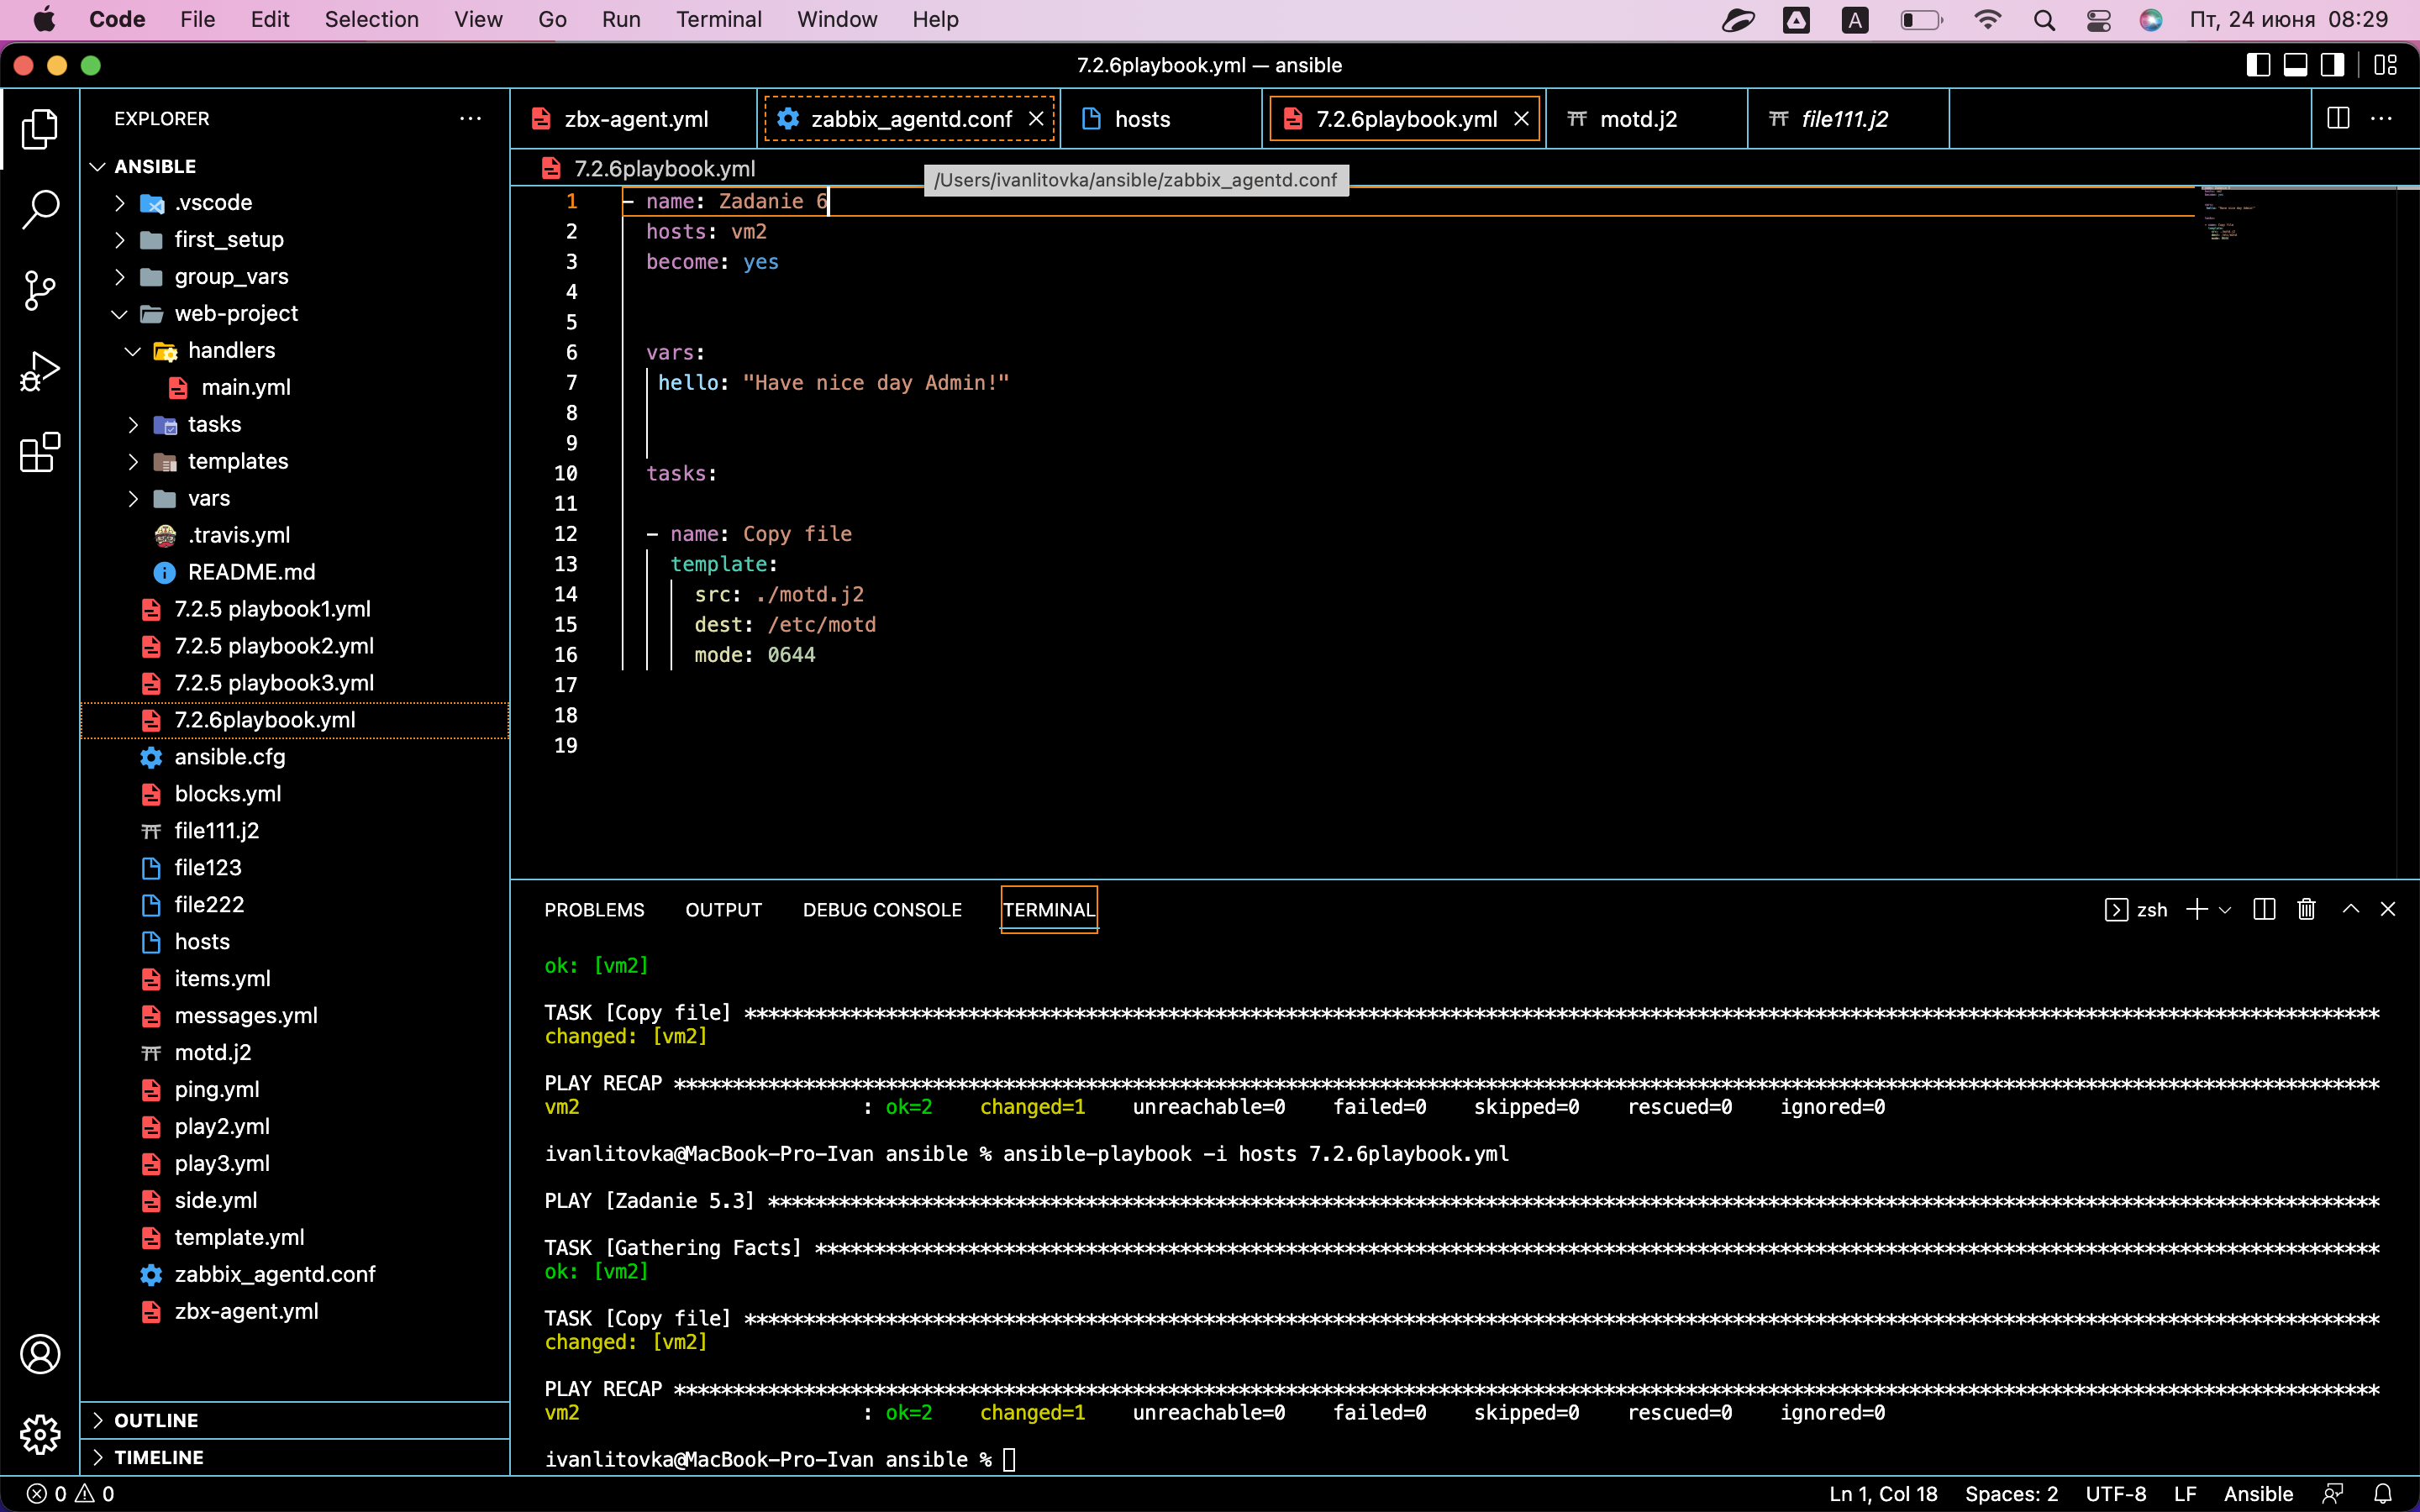 Code File Edit Selection View Go Run Terminal Window Help A Пт, 24 июня 08:29
7.2.6playbook.yml — ansible
EXPLORER
ANSIBLE
.vscode
first_setup
group_vars
web-project
handlers
main.yml
tasks
templates
vars
.travis.yml
README.md
7.2.5 playbook1.yml
7.2.5 playbook2.yml
7.2.5 playbook3.yml
7.2.6playbook.yml
ansible.cfg
blocks.yml
file111.j2
file123
file222
hosts
items.yml
messages.yml
motd.j2
ping.yml
play2.yml
play3.yml
side.yml
template.yml
zabbix_agentd.conf
zbx-agent.yml
OUTLINE
TIMELINE
zbx-agent.yml zabbix_agentd.conf hosts 7.2.6playbook.yml motd.j2 file111.j2
7.2.6playbook.yml
/Users/ivanlitovka/ansible/zabbix_agentd.conf
1 - name: Zadanie 6
2 hosts: vm2
3 become: yes
4
5
6 vars:
7 hello: "Have nice day Admin!"
8
9
10 tasks:
11
12 - name: Copy file
13 template:
14 src: ./motd.j2
15 dest: /etc/motd
16 mode: 0644
17
18
19
PROBLEMS OUTPUT DEBUG CONSOLE TERMINAL zsh
ok: [vm2]
TASK [Copy file] *******************************************************************************************************************************************
changed: [vm2]
PLAY RECAP *************************************************************************************************************************************************
vm2 : ok=2 changed=1 unreachable=0 failed=0 skipped=0 rescued=0 ignored=0
ivanlitovka@MacBook-Pro-Ivan ansible % ansible-playbook -i hosts 7.2.6playbook.yml
PLAY [Zadanie 5.3] *****************************************************************************************************************************************
TASK [Gathering Facts] *************************************************************************************************************************************
ok: [vm2]
TASK [Copy file] *******************************************************************************************************************************************
changed: [vm2]
PLAY RECAP *************************************************************************************************************************************************
vm2 : ok=2 changed=1 unreachable=0 failed=0 skipped=0 rescued=0 ignored=0
ivanlitovka@MacBook-Pro-Ivan ansible %
0 0 Ln 1, Col 18 Spaces: 2 UTF-8 LF Ansible